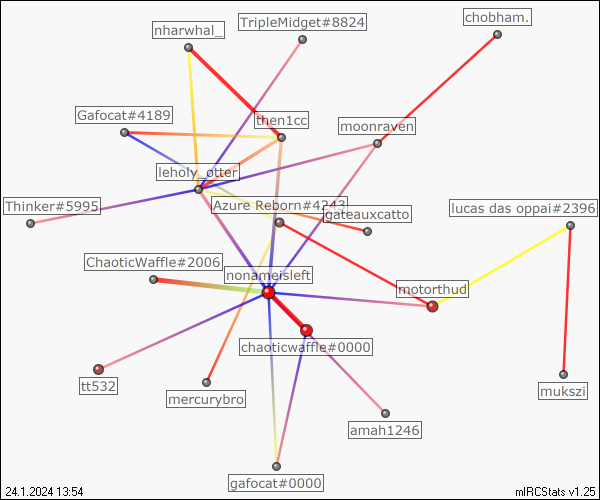 chobham.
TripleMidget#8824
nharwhal_
Gafocat#4189
then1cc
moonraven
leholy_otter
Thinker#5995
Azure Reborn#4243
gateauxcatto
lucas das oppai#2396
ChaoticWaffle#2006
nonameisleft
motorthud
chaoticwaffle#0000
tt532
mercurybro
mukszi
amah1246
gafocat#0000
24.1.2024 13:54
mIRCStats v1.25